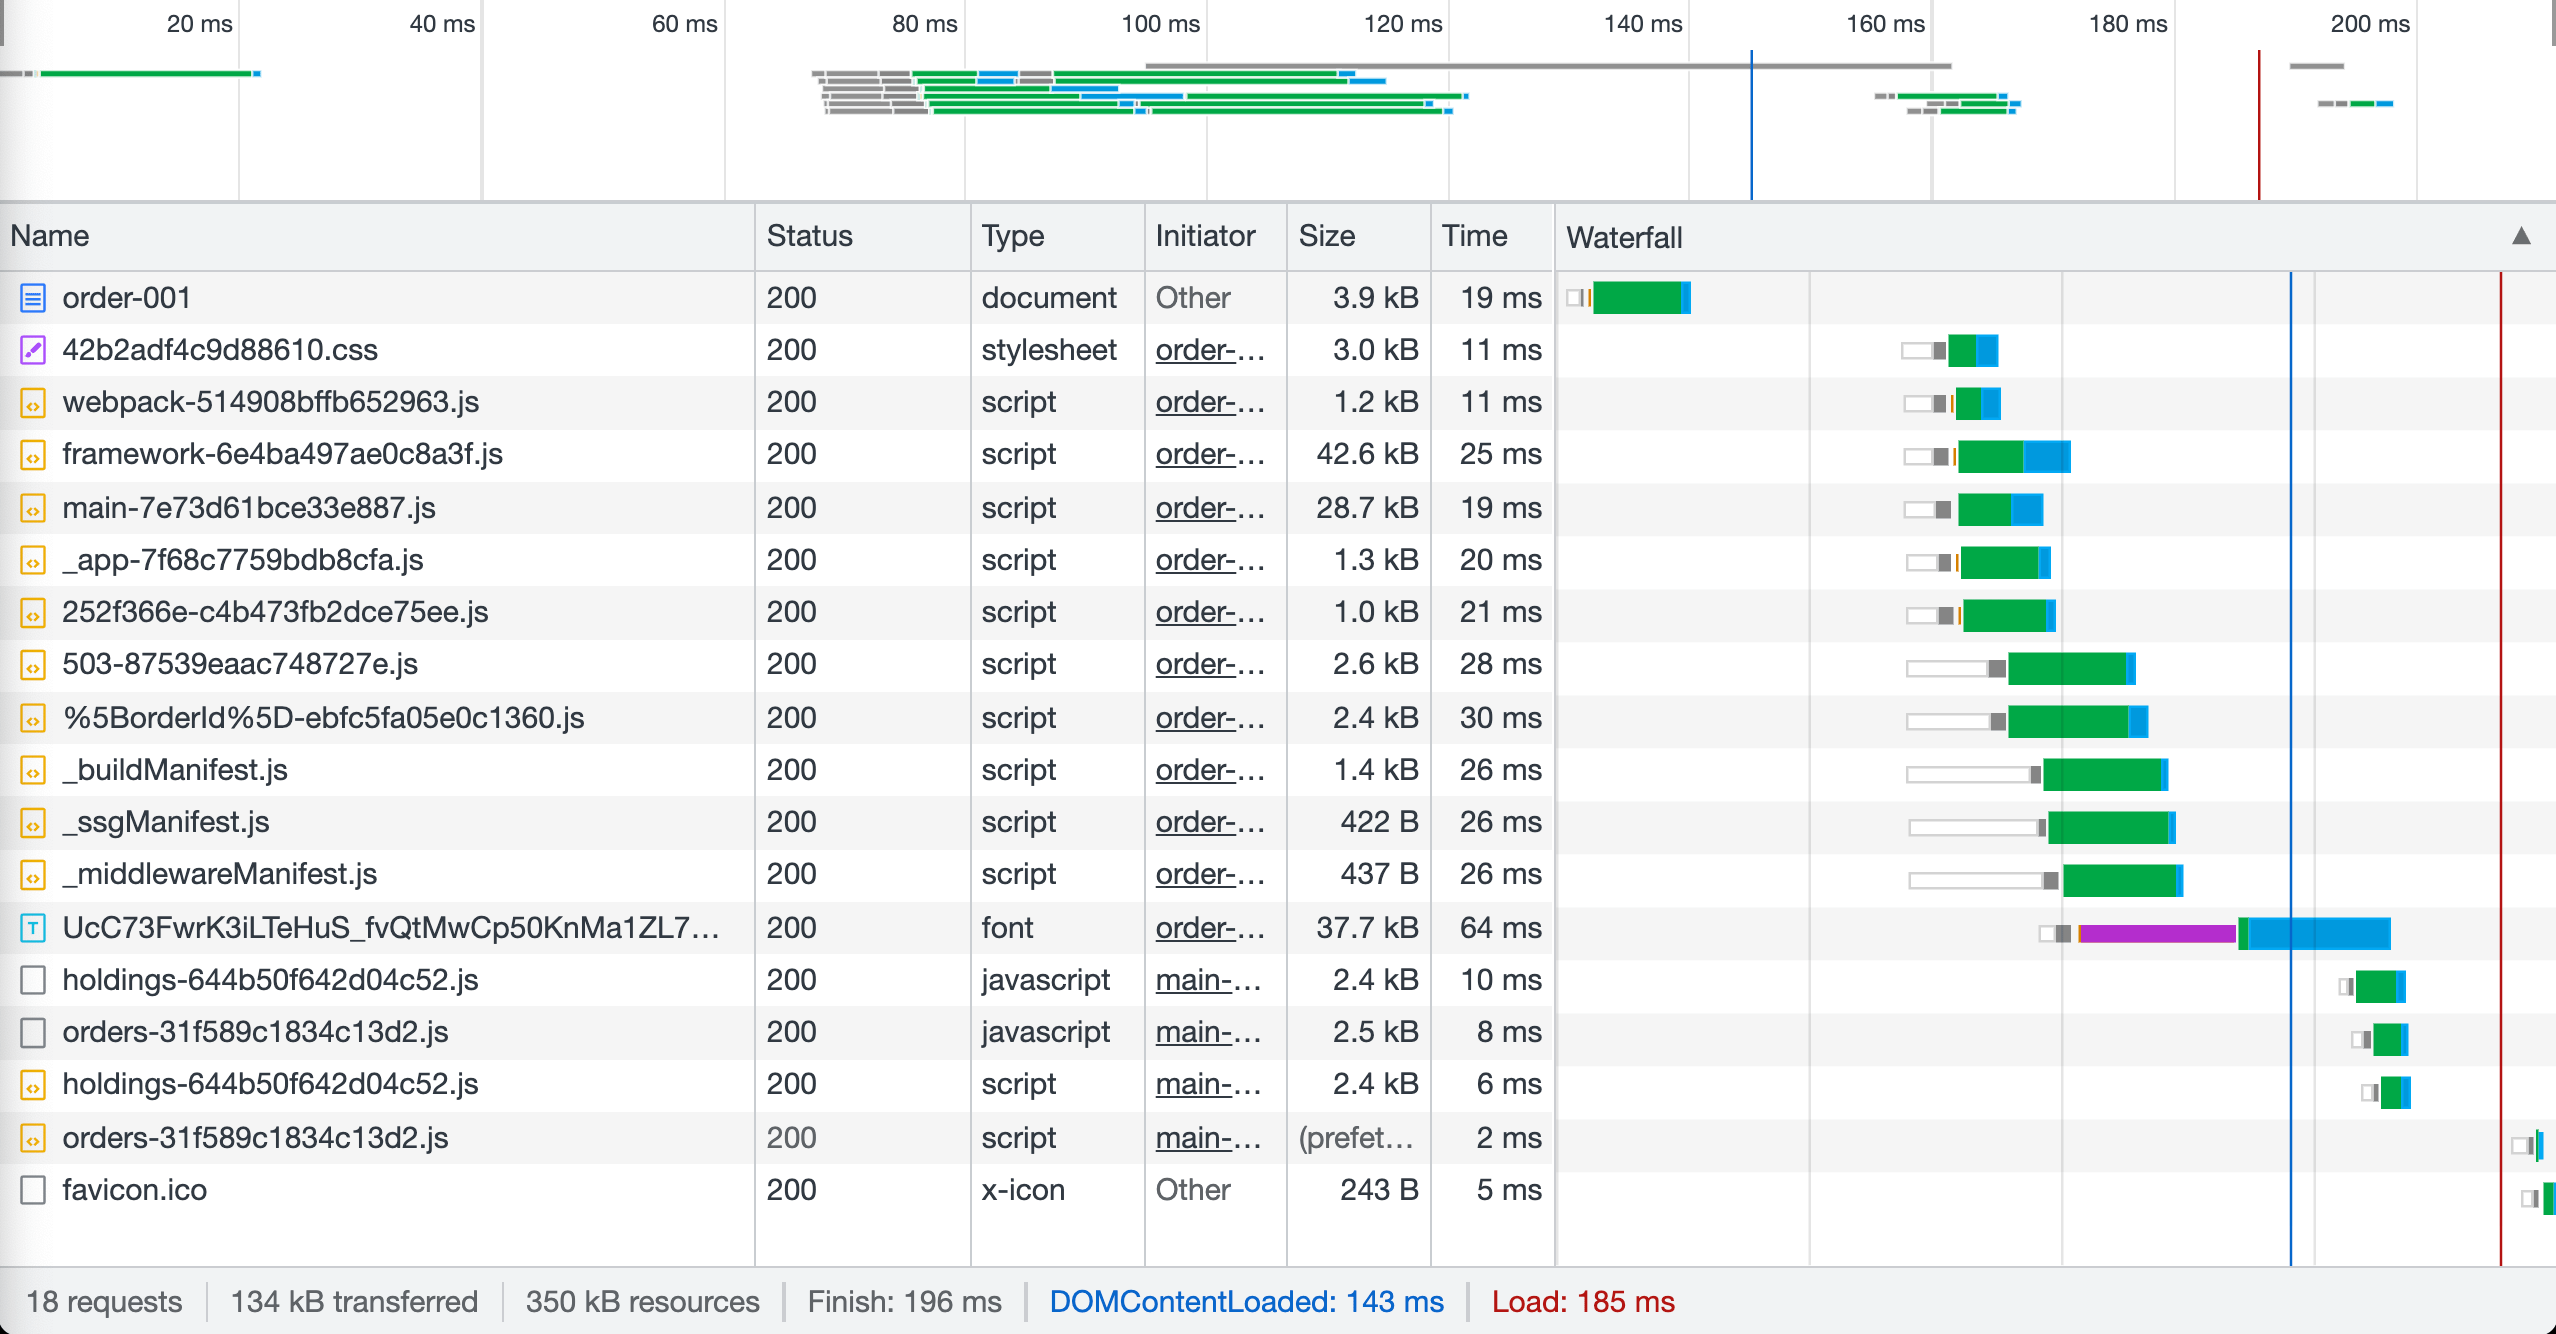 20 ms 40 ms 60 ms 80 ms 100 ms 120 ms 140 ms 160 ms 180 ms 200 ms
Name Status Type Initiator Size Time Waterfall ▲
order-001 200 document Other 3.9 kB 19 ms
42b2adf4c9d88610.css 200 stylesheet order-... 3.0 kB 11 ms
webpack-514908bffb652963.js 200 script order-... 1.2 kB 11 ms
framework-6e4ba497ae0c8a3f.js 200 script order-... 42.6 kB 25 ms
main-7e73d61bce33e887.js 200 script order-... 28.7 kB 19 ms
_app-7f68c7759bdb8cfa.js 200 script order-... 1.3 kB 20 ms
252f366e-c4b473fb2dce75ee.js 200 script order-... 1.0 kB 21 ms
503-87539eaac748727e.js 200 script order-... 2.6 kB 28 ms
%5BorderId%5D-ebfc5fa05e0c1360.js 200 script order-... 2.4 kB 30 ms
_buildManifest.js 200 script order-... 1.4 kB 26 ms
_ssgManifest.js 200 script order-... 422 B 26 ms
_middlewareManifest.js 200 script order-... 437 B 26 ms
UcC73FwrK3iLTeHuS_fvQtMwCp50KnMa1ZL7... 200 font order-... 37.7 kB 64 ms
holdings-644b50f642d04c52.js 200 javascript main-... 2.4 kB 10 ms
orders-31f589c1834c13d2.js 200 javascript main-... 2.5 kB 8 ms
holdings-644b50f642d04c52.js 200 script main-... 2.4 kB 6 ms
orders-31f589c1834c13d2.js 200 script main-... (prefet... 2 ms
favicon.ico 200 x-icon Other 243 B 5 ms
18 requests 134 kB transferred 350 kB resources Finish: 196 ms DOMContentLoaded: 143 ms Load: 185 ms